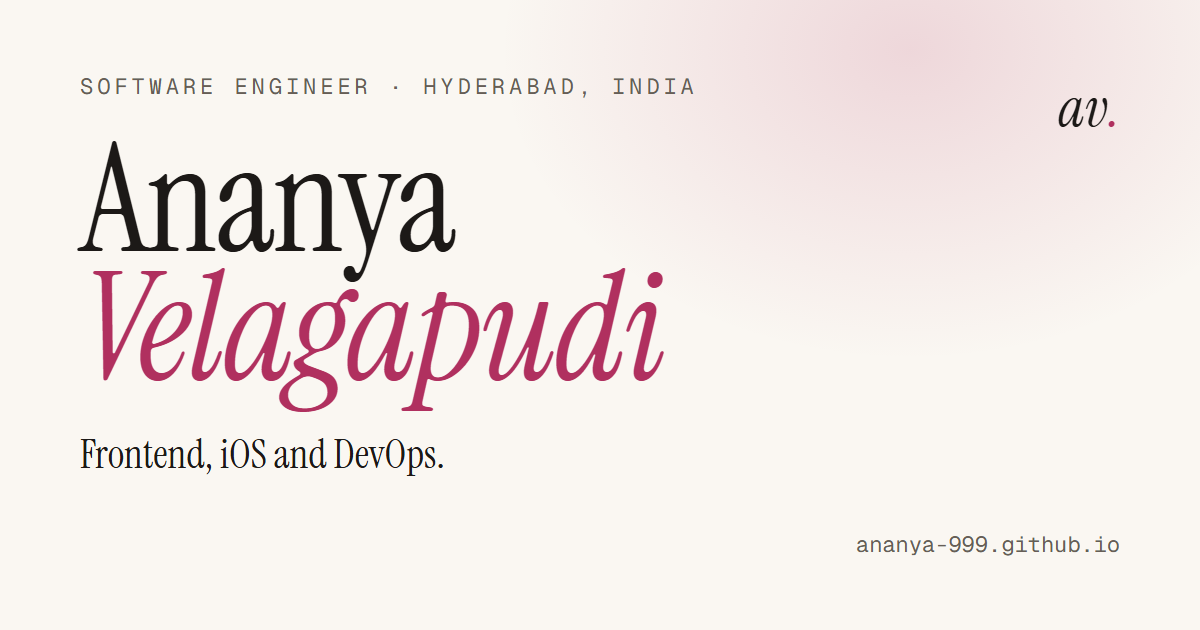 SOFTWARE ENGINEER · HYDERABAD, INDIA
av.
Ananya
Velagapudi
Frontend, iOS and DevOps.
ananya-999.github.io